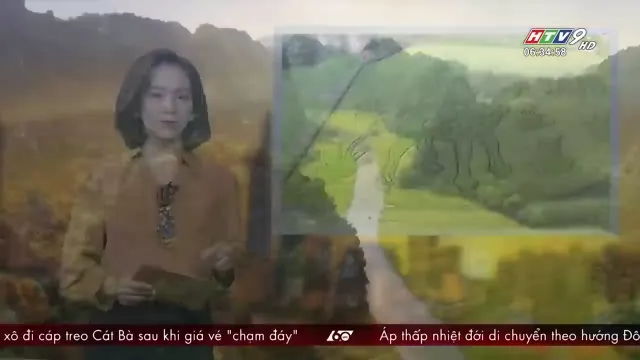 HTV9 HD
06:34:58
xô đi cáp treo Cát Bà sau khi giá vé "chạm đáy" 60 Áp thấp nhiệt đới di chuyển theo hướng Đô